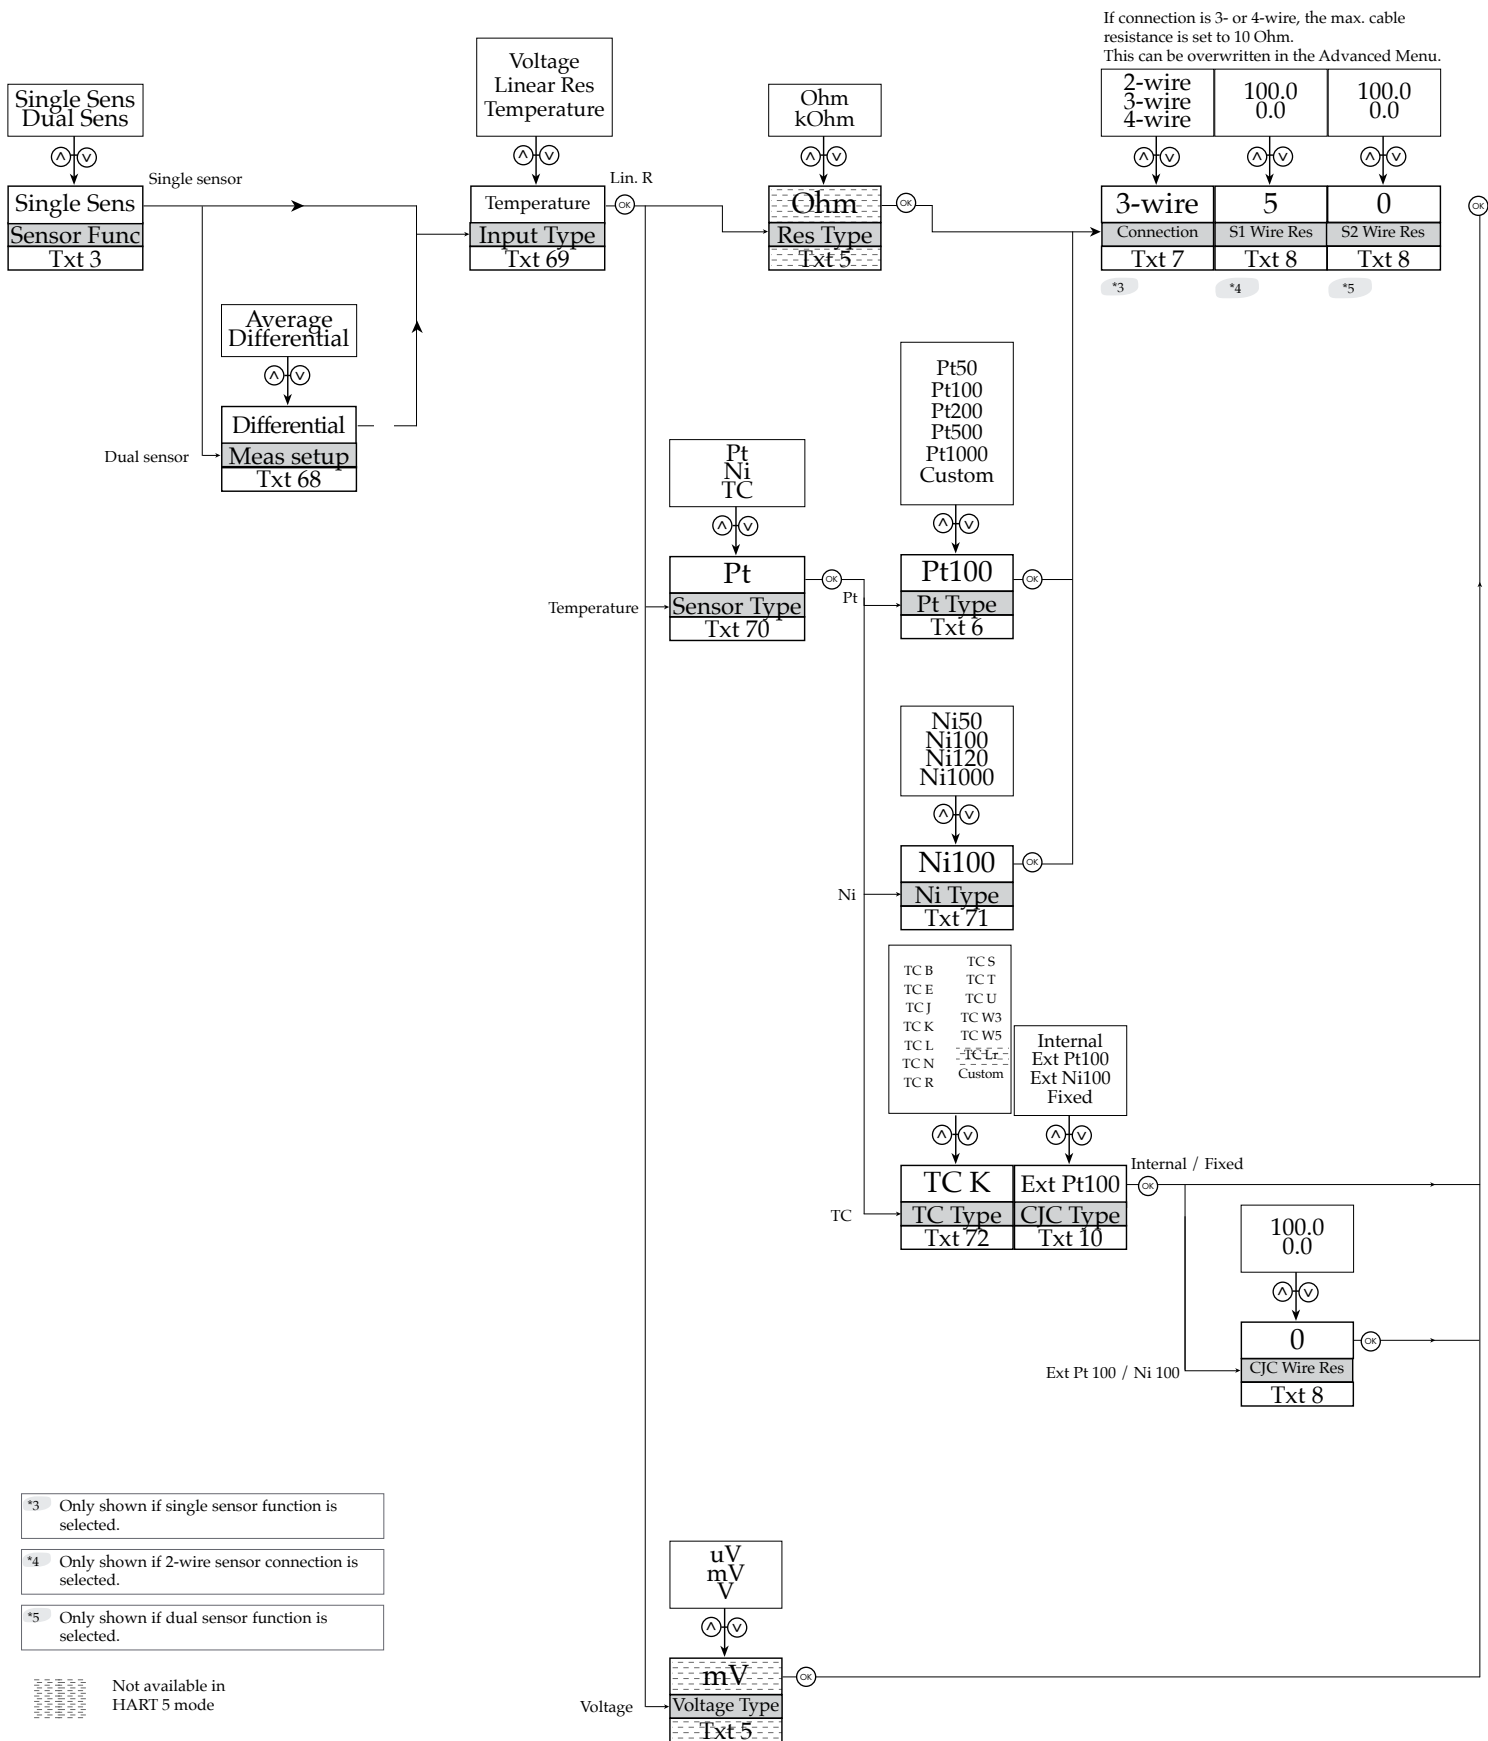 If connection is 3- or 4-wire, the max. cable
resistance is set to 10 Ohm.
This can be overwritten in the Advanced Menu.
Single Sens
Dual Sens
Voltage
Linear Res
Temperature
Ohm
kOhm
2-wire
3-wire
4-wire
100.0
0.0
100.0
0.0
Single sensor
Single Sens
Sensor Func
Txt 3
Temperature
Input Type
Txt 69
OK
Lin. R
Ohm
Res Type
Txt 5
OK
3-wire
Connection
Txt 7
*3
5
S1 Wire Res
Txt 8
*4
0
S2 Wire Res
Txt 8
*5
OK
Average
Differential
Differential
Meas setup
Txt 68
Dual sensor
Pt
Ni
TC
Pt
Sensor Type
Txt 70
OK
Temperature
Pt50
Pt100
Pt200
Pt500
Pt1000
Custom
Pt
Pt100
Pt Type
Txt 6
OK
Ni50
Ni100
Ni120
Ni1000
Ni
Ni100
Ni Type
Txt 71
OK
TC B
TC E
TC J
TC K
TC L
TC N
TC R
TC S
TC T
TC U
TC W3
TC W5
TC Lr
Custom
Internal
Ext Pt100
Ext Ni100
Fixed
TC
TC K
TC Type
Txt 72
Ext Pt100
CJC Type
Txt 10
OK
Internal / Fixed
100.0
0.0
Ext Pt 100 / Ni 100
0
CJC Wire Res
Txt 8
OK
*3 Only shown if single sensor function is
selected.
*4 Only shown if 2-wire sensor connection is
selected.
*5 Only shown if dual sensor function is
selected.
Not available in
HART 5 mode
uV
mV
V
Voltage
mV
Voltage Type
Txt 5
OK